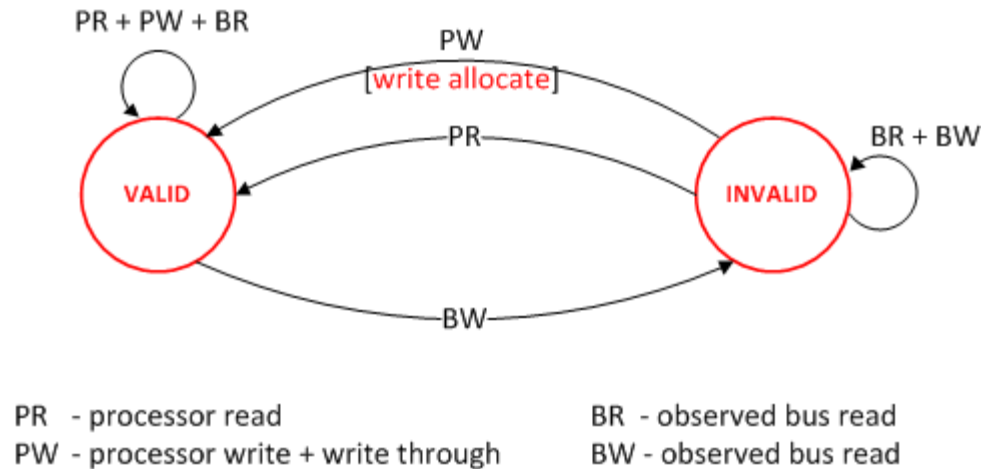 PR + PW + BR
PW
[write allocate]
PR
BR + BW
VALID
INVALID
BW
PR - processor read
BR - observed bus read
PW - processor write + write through
BW - observed bus read